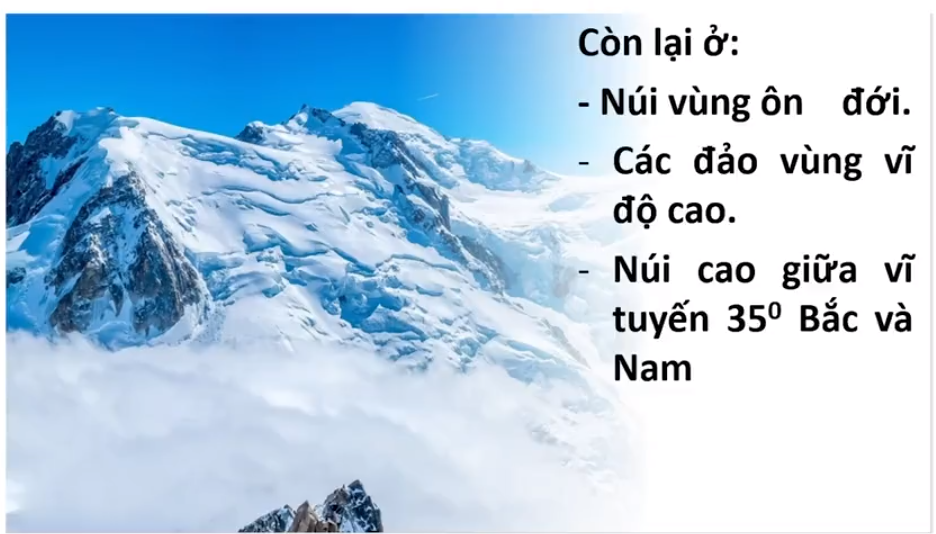 Còn lại ở:
- Núi vùng ôn đới.
- Các đảo vùng vĩ
độ cao.
- Núi cao giữa vĩ
tuyến 35⁰ Bắc và
Nam